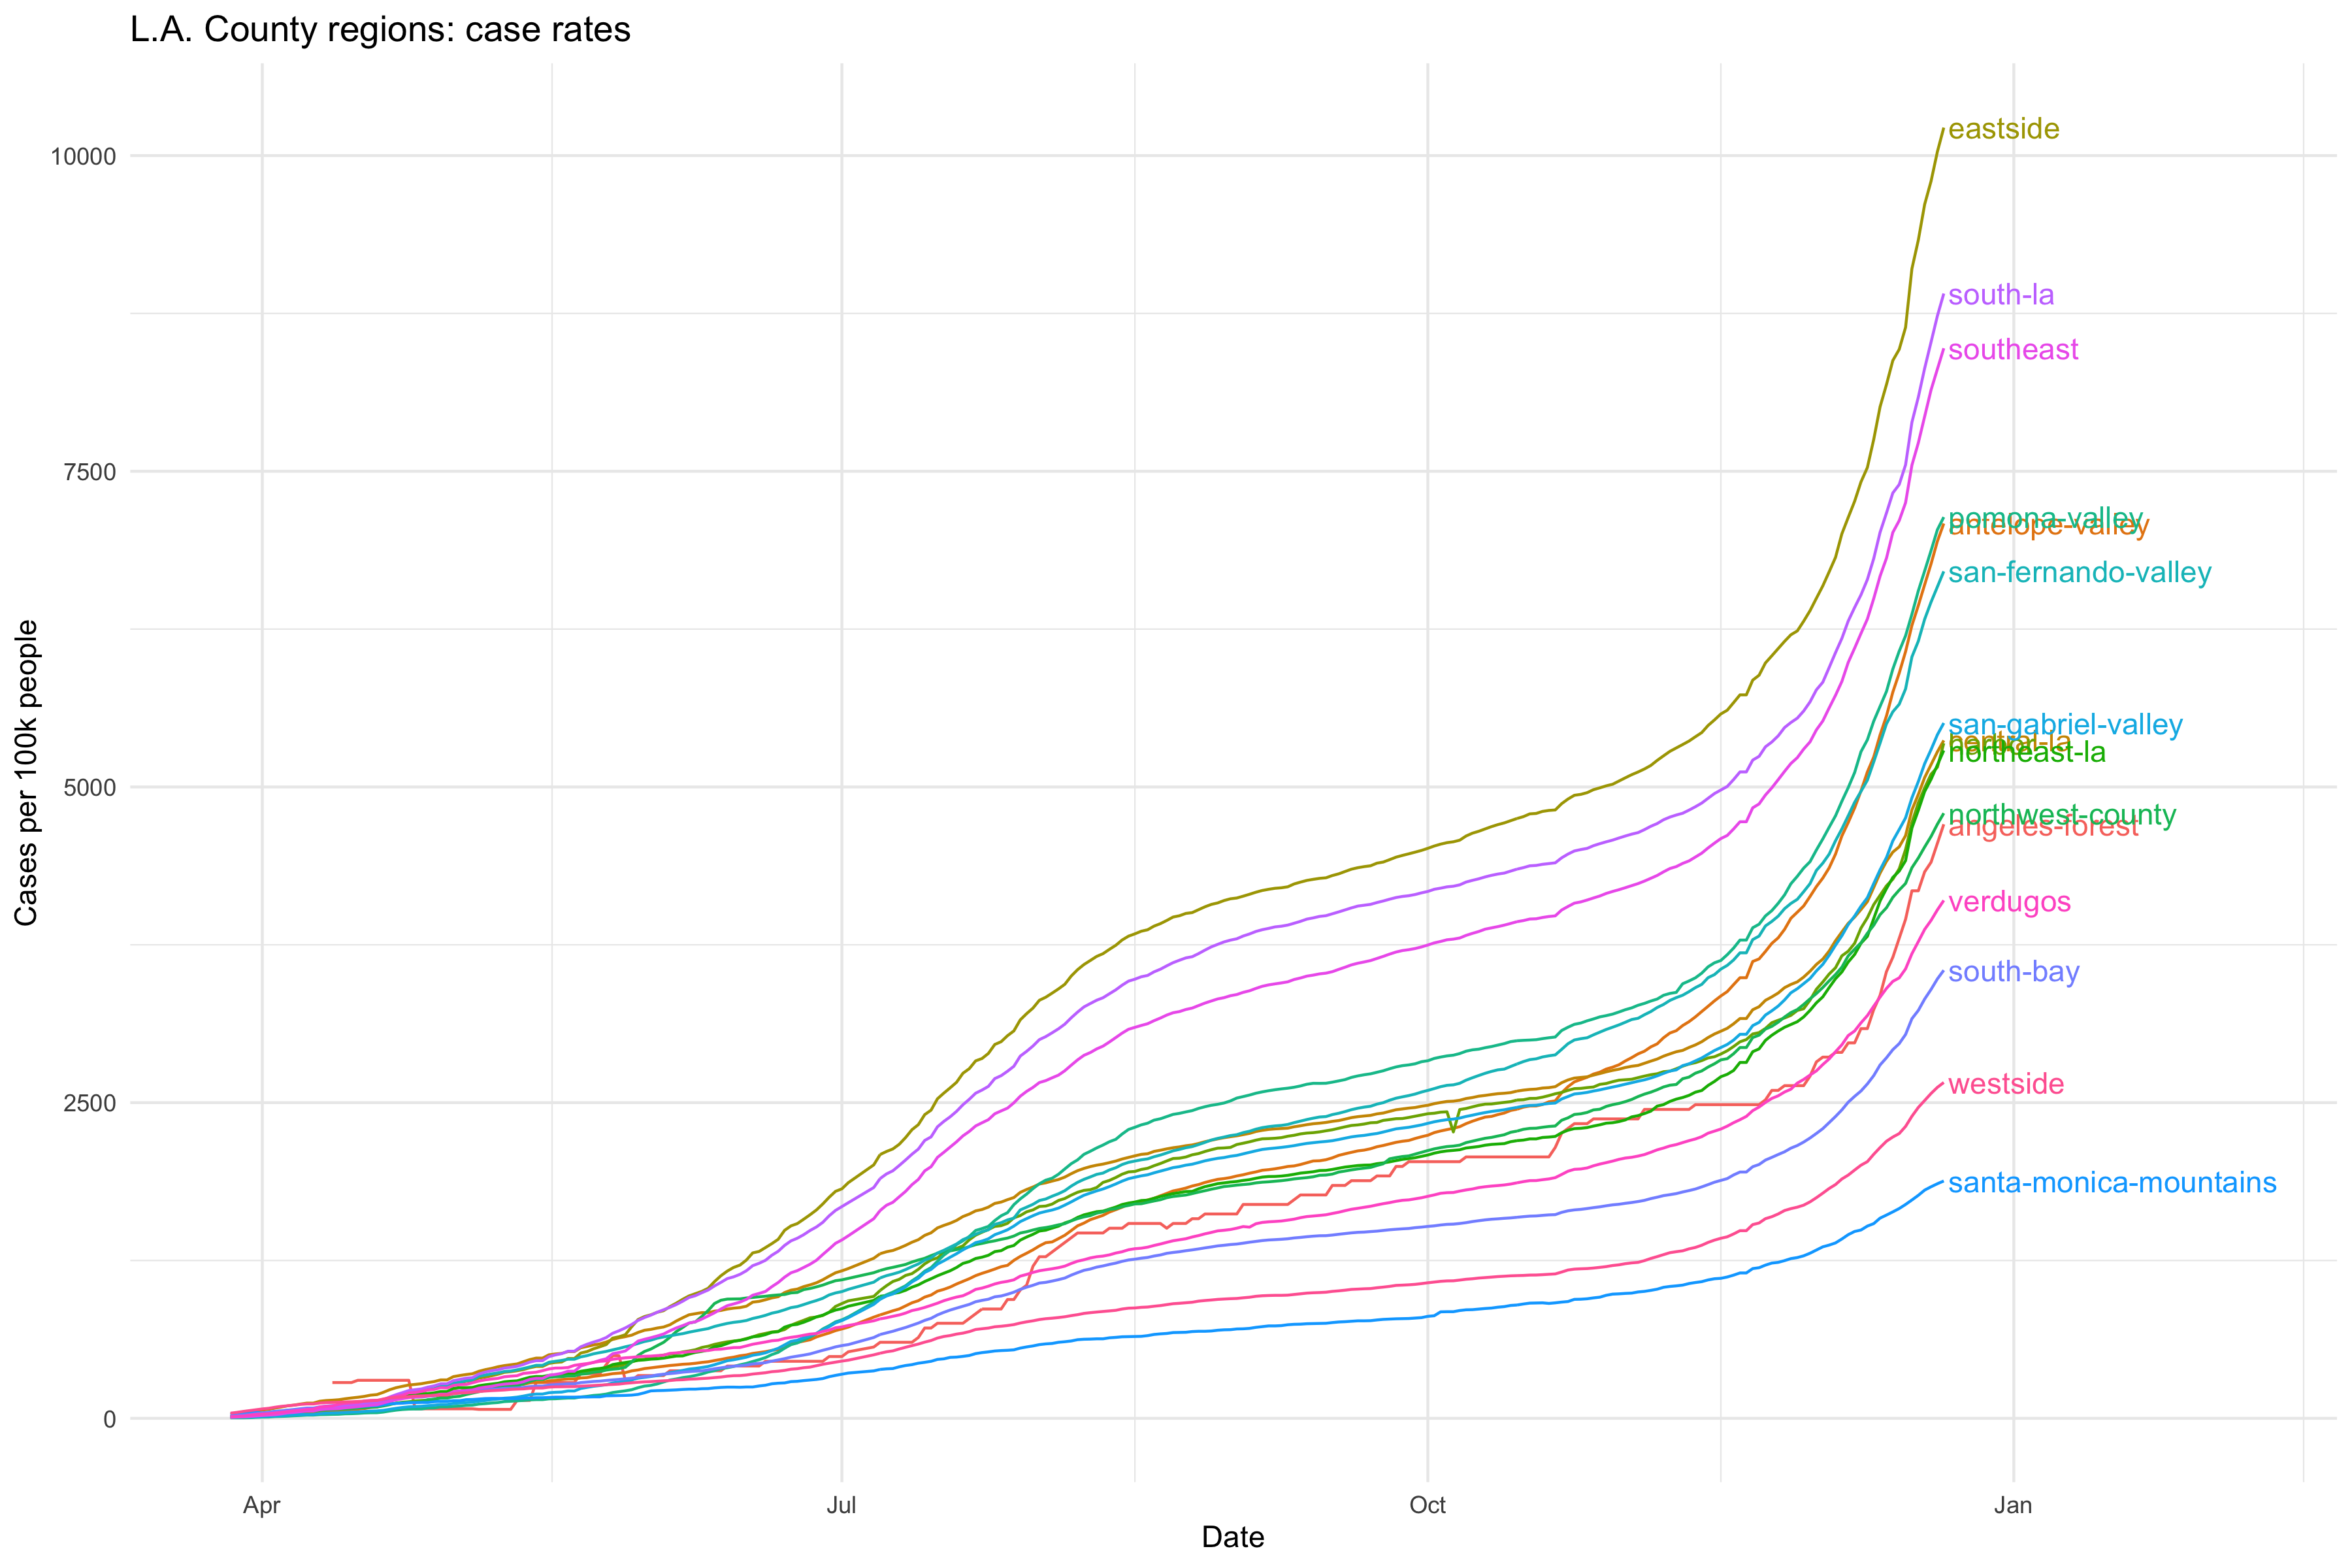 L.A. County regions: case rates
Cases per 100k people
10000
7500
5000
2500
0
eastside
south-la
southeast
pomona-valley
antelope-valley
san-fernando-valley
san-gabriel-valley
central-la
northeast-la
northwest-county
angeles-forest
verdugos
south-bay
westside
santa-monica-mountains
Apr
Jul
Oct
Jan
Date